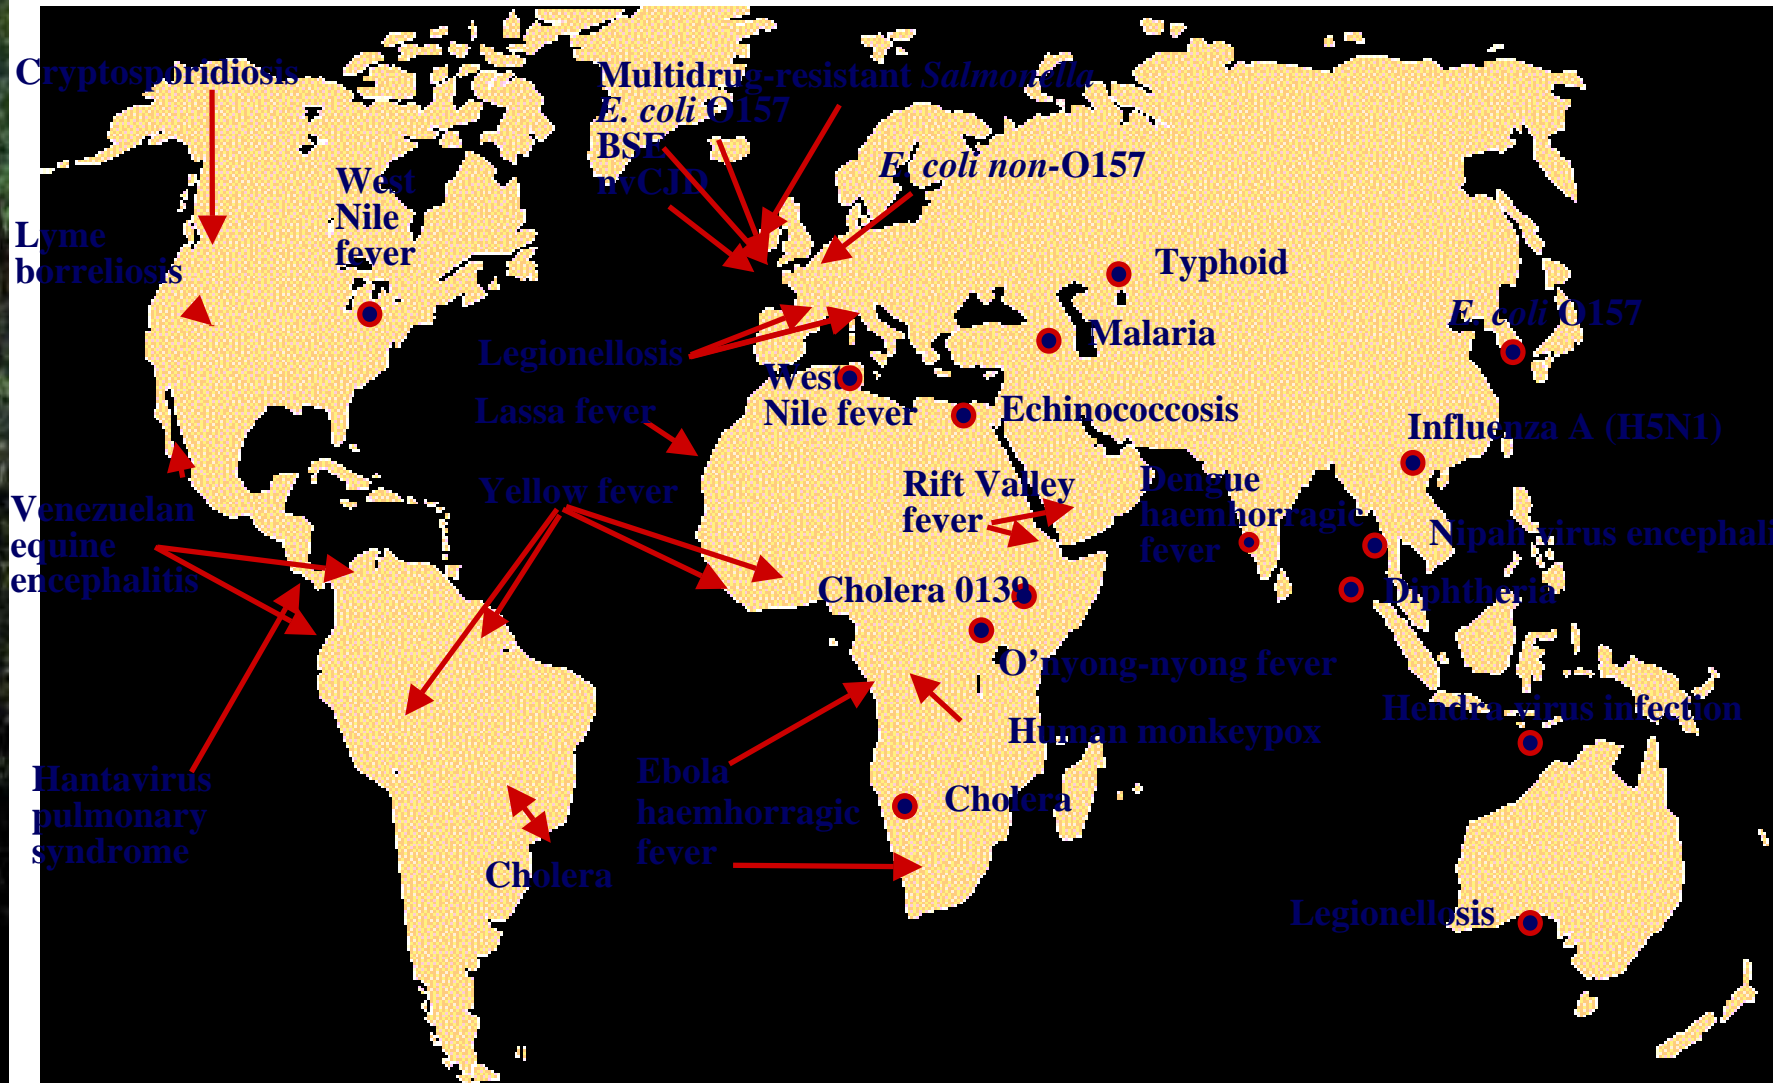 Cryptosporidiosis
Multidrug-resistant Salmonella
E. coli O157
BSE
nvCJD
E. coli non-O157
West
Nile
fever
Lyme
borreliosis
Typhoid
E. coli O157
Malaria
Legionellosis
West
Nile fever
Lassa fever
Echinococcosis
Influenza A (H5N1)
Yellow fever
Rift Valley
fever
Dengue
haemhorragic
fever
Venezuelan
equine
encephalitis
Nipah virus encephali
Cholera 0139
Diphtheria
O'nyong-nyong fever
Hendra virus infection
Human monkeypox
Hantavirus
pulmonary
syndrome
Ebola
haemhorragic
fever
Cholera
Cholera
Legionellosis